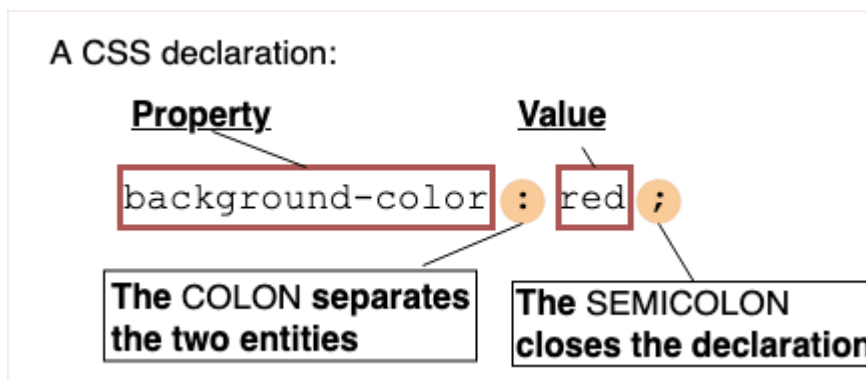 A CSS declaration:
Property Value
background-color : red ;
The COLON separates
the two entities
The SEMICOLON
closes the declaration